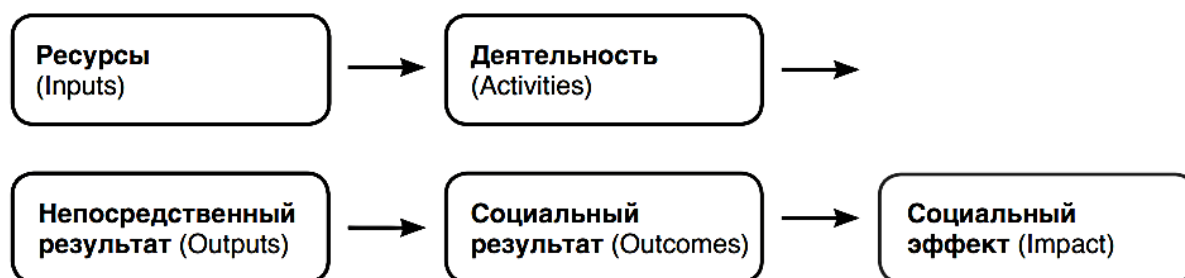 Ресурсы
(Inputs)
Деятельность
(Activities)
Непосредственный
результат (Outputs)
Социальный
результат (Outcomes)
Социальный
эффект (Impact)